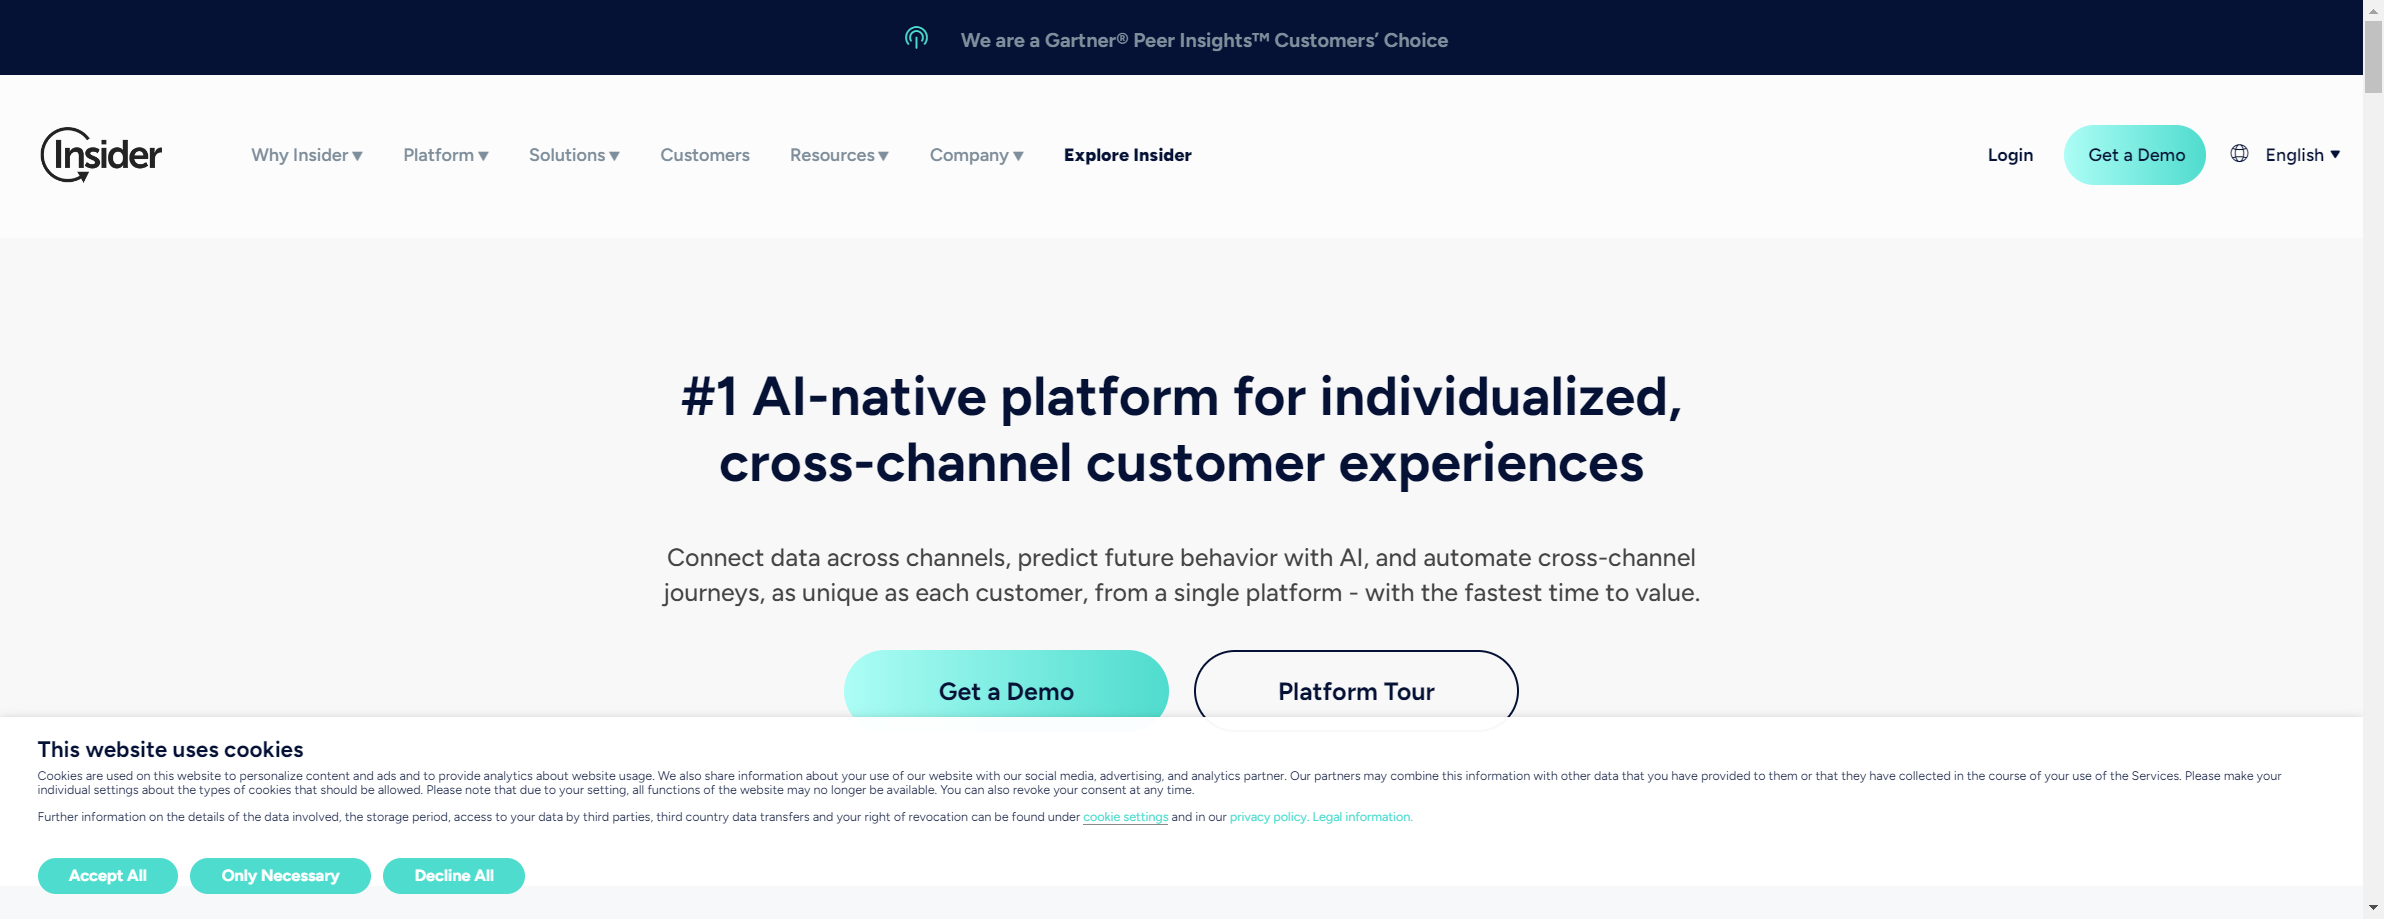 We are a Gartner® Peer Insights™ Customers’ Choice
Insider
Why Insider
Platform
Solutions
Customers
Resources
Company
Explore Insider
Login
Get a Demo
English
#1 AI-native platform for individualized,
cross-channel customer experiences
Connect data across channels, predict future behavior with AI, and automate cross-channel
journeys, as unique as each customer, from a single platform - with the fastest time to value.
Get a Demo
Platform Tour
This website uses cookies
Cookies are used on this website to personalize content and ads and to provide analytics about website usage. We also share information about your use of our website with our social media, advertising, and analytics partner. Our partners may combine this information with other data that you have provided to them or that they have collected in the course of your use of the Services. Please make your
individual settings about the types of cookies that should be allowed. Please note that due to your setting, all functions of the website may no longer be available. You can also revoke your consent at any time.
Further information on the details of the data involved, the storage period, access to your data by third parties, third country data transfers and your right of revocation can be found under cookie settings and in our privacy policy. Legal information.
Accept All
Only Necessary
Decline All